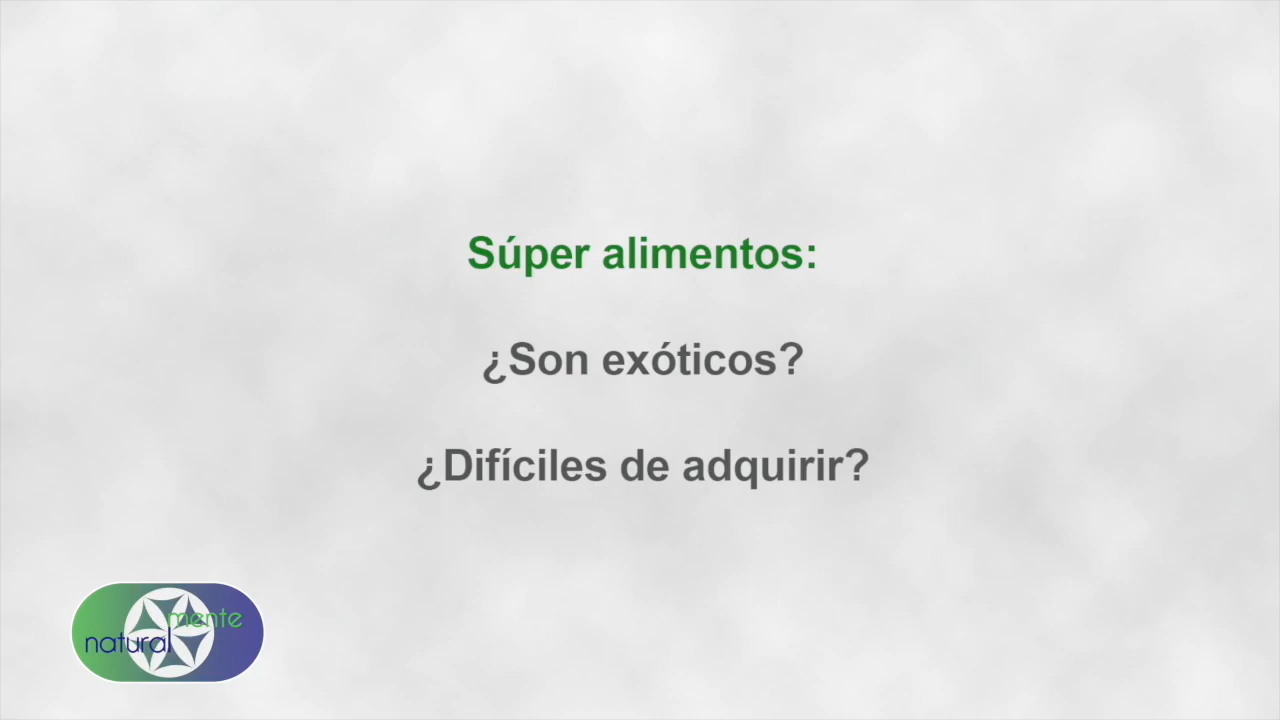 Súper alimentos:
¿Son exóticos?
¿Difíciles de adquirir?
mente
natural